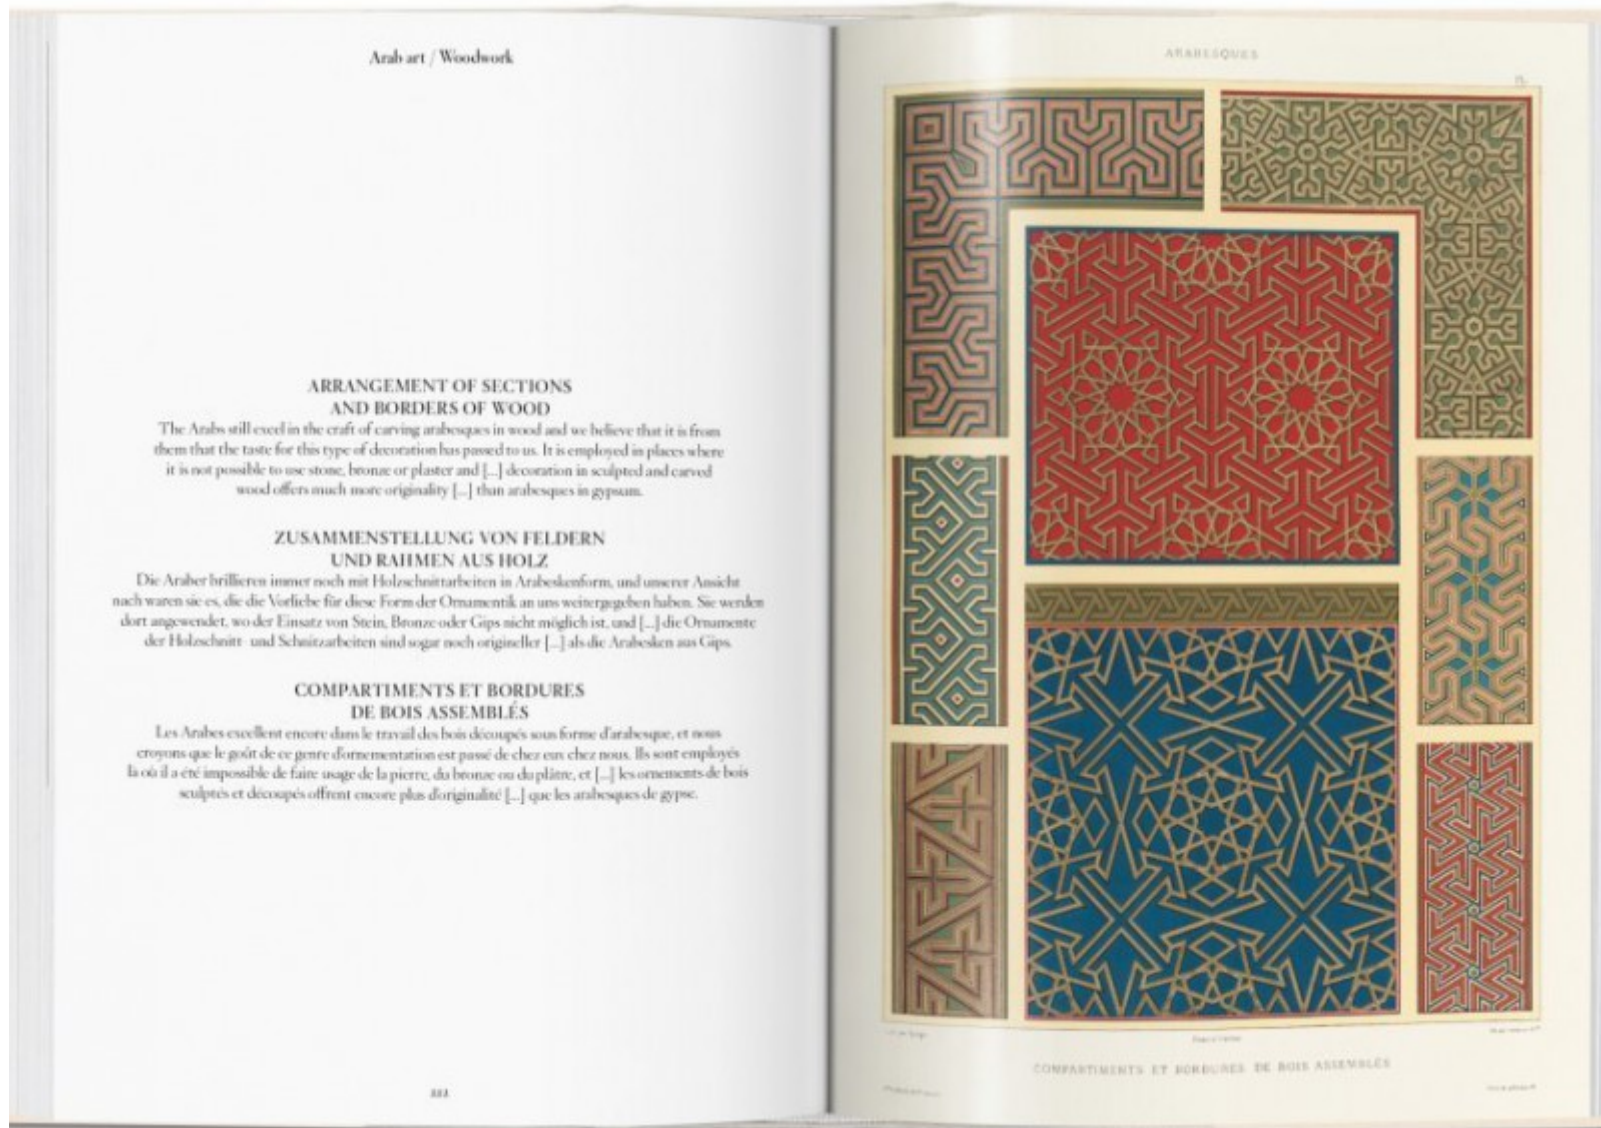 Arab art / Woodwork
ARRANGEMENT OF SECTIONS
AND BORDERS OF WOOD
The Arabs still excel in the craft of carving arabesques in wood and we believe that it is from
them that the taste for this type of decoration has passed to us. It is employed in places where
it is not possible to use stone, bronze or plaster and [...] decoration in sculpted and carved
wood offers much more originality [...] than arabesques in gypsum.
ZUSAMMENSTELLUNG VON FELDERN
UND RAHMEN AUS HOLZ
Die Araber brillieren immer noch mit Holzschnittarbeiten in Arabeskenform, und unserer Ansicht
nach waren sie es, die die Vorliebe für diese Form der Ornamentik an uns weitergegeben haben. Sie werden
dort angewendet, wo der Einsatz von Stein, Bronze oder Gips nicht möglich ist, und [...] die Ornamente
der Holzschnitt- und Schnitzarbeiten sind sogar noch origineller [...] als die Arabesken aus Gips.
COMPARTIMENTS ET BORDURES
DE BOIS ASSEMBLÉS
Les Arabes excellent encore dans le travail des bois découpés sous forme d'arabesque, et nous
croyons que le goût de ce genre d'ornementation est passé de chez eux chez nous. Ils sont employés
là où il a été impossible de faire usage de la pierre, du bronze ou du plâtre, et [...] les ornements de bois
sculptés et découpés offrent encore plus d'originalité [...] que les arabesques de gypse.
221
ARABESQUES
PL.
COMPARTIMENTS ET BORDURES DE BOIS ASSEMBLÉS